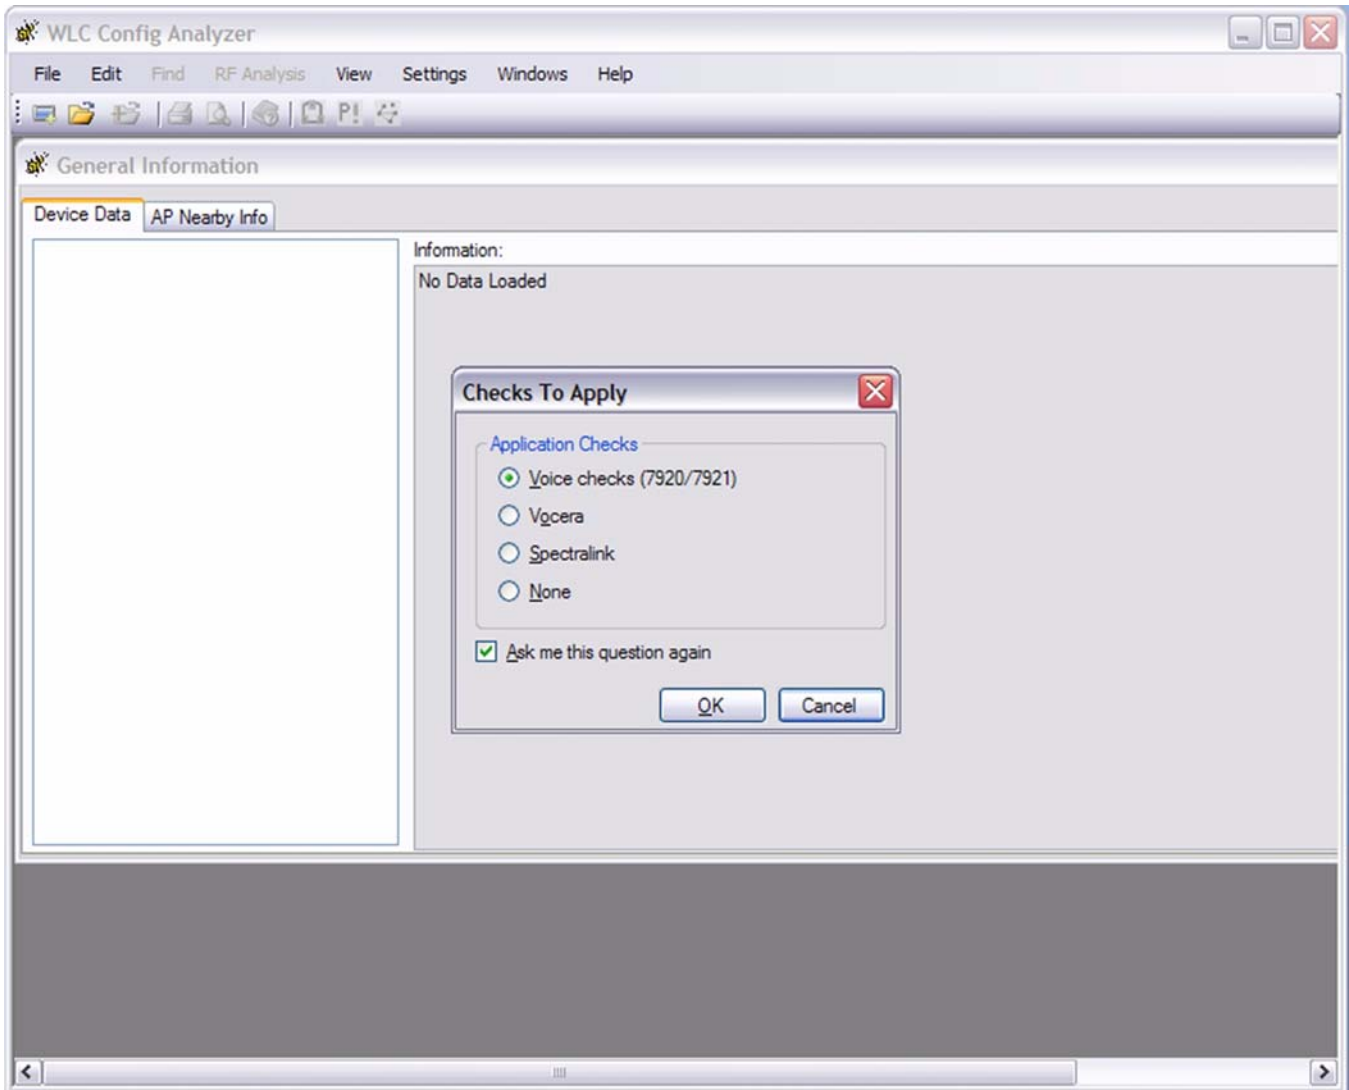 WLC Config Analyzer
File Edit Find RF Analysis View Settings Windows Help
P!
General Information
Device Data AP Nearby Info
Information:
No Data Loaded
Checks To Apply
Application Checks
Voice checks (7920/7921)
Vocera
Spectralink
None
Ask me this question again
OK Cancel